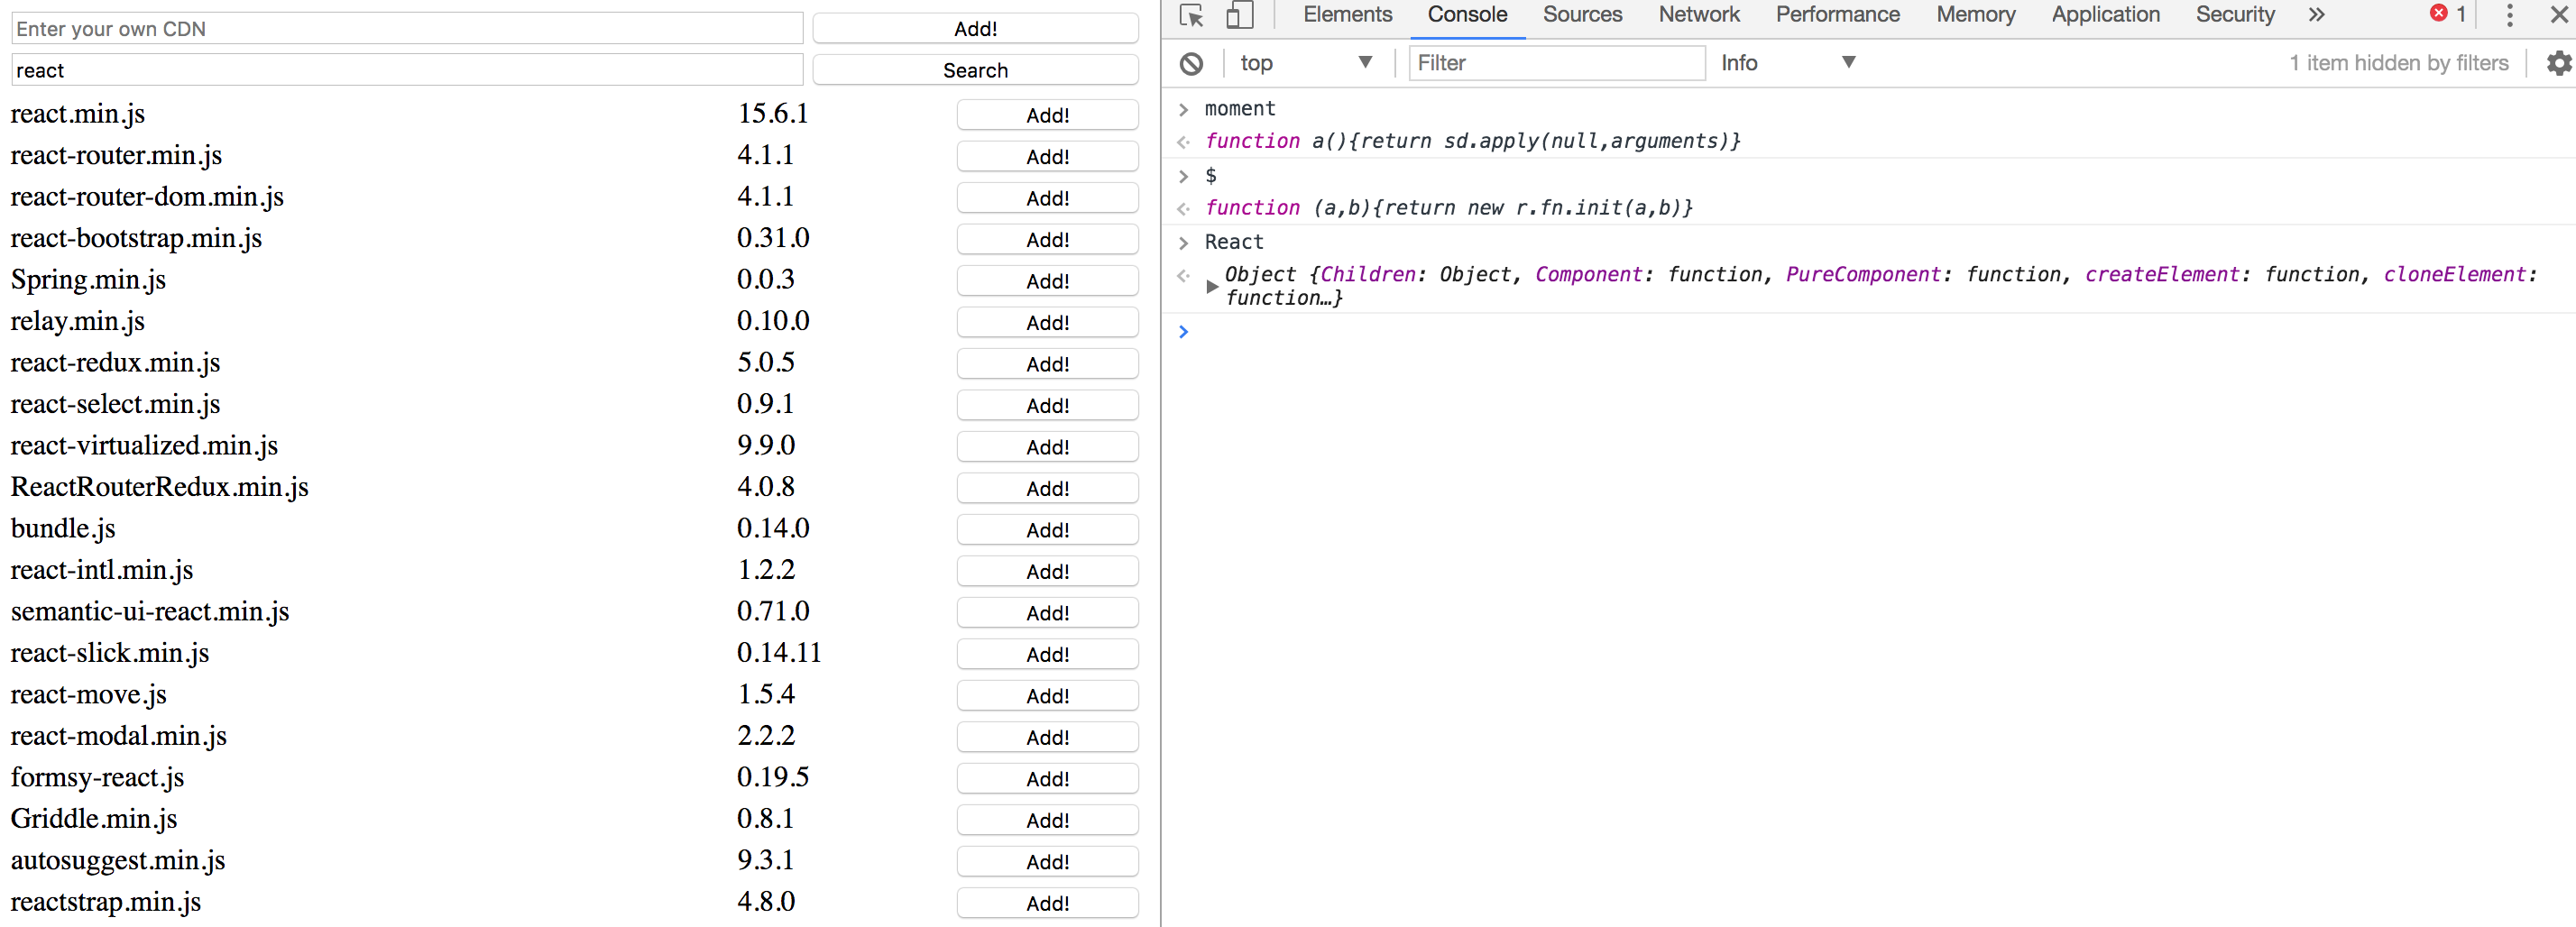 Enter your own CDN Add!
react Search
react.min.js 15.6.1 Add!
react-router.min.js 4.1.1 Add!
react-router-dom.min.js 4.1.1 Add!
react-bootstrap.min.js 0.31.0 Add!
Spring.min.js 0.0.3 Add!
relay.min.js 0.10.0 Add!
react-redux.min.js 5.0.5 Add!
react-select.min.js 0.9.1 Add!
react-virtualized.min.js 9.9.0 Add!
ReactRouterRedux.min.js 4.0.8 Add!
bundle.js 0.14.0 Add!
react-intl.min.js 1.2.2 Add!
semantic-ui-react.min.js 0.71.0 Add!
react-slick.min.js 0.14.11 Add!
react-move.js 1.5.4 Add!
react-modal.min.js 2.2.2 Add!
formsy-react.js 0.19.5 Add!
Griddle.min.js 0.8.1 Add!
autosuggest.min.js 9.3.1 Add!
reactstrap.min.js 4.8.0 Add!
Elements Console Sources Network Performance Memory Application Security » 1
top Filter Info 1 item hidden by filters
> moment
function a(){return sd.apply(null,arguments)}
> $
function (a,b){return new r.fn.init(a,b)}
> React
Object {Children: Object, Component: function, PureComponent: function, createElement: function, cloneElement:
function…}
>